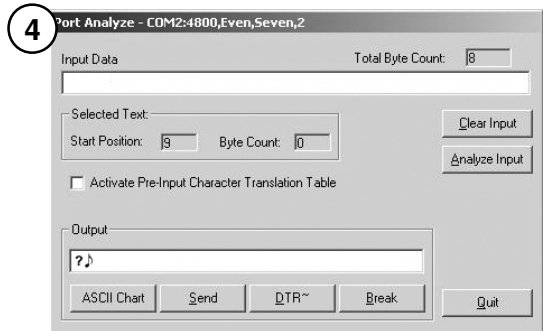 4
Port Analyze - COM2:4800,Even,Seven,2
Input Data Total Byte Count: 8
Selected Text:
Start Position: 9 Byte Count: 0
Clear Input
Analyze Input
Activate Pre-Input Character Translation Table
Output
?♪
ASCII Chart Send DTR~ Break Quit